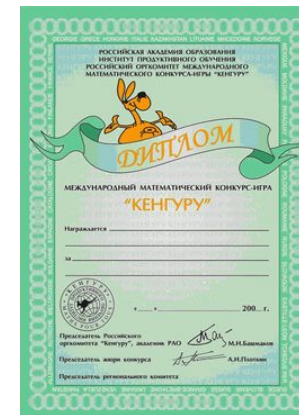 РОССИЙСКАЯ АКАДЕМИЯ ОБРАЗОВАНИЯ
ИНСТИТУТ ПРОДУКТИВНОГО ОБУЧЕНИЯ
РОССИЙСКИЙ ОРГКОМИТЕТ МЕЖДУНАРОДНОГО
МАТЕМАТИЧЕСКОГО КОНКУРСА-ИГРЫ "КЕНГУРУ"
ДИПЛОМ
МЕЖДУНАРОДНЫЙ МАТЕМАТИЧЕСКИЙ КОНКУРС-ИГРА
"КЕНГУРУ"
Награждается
за
" " 200 г.
Председатель Российского
оргкомитета "Кенгуру", академик РАО М.И.Башмаков
Председатель жюри конкурса А.И.Плоткин
Председатель регионального комитета